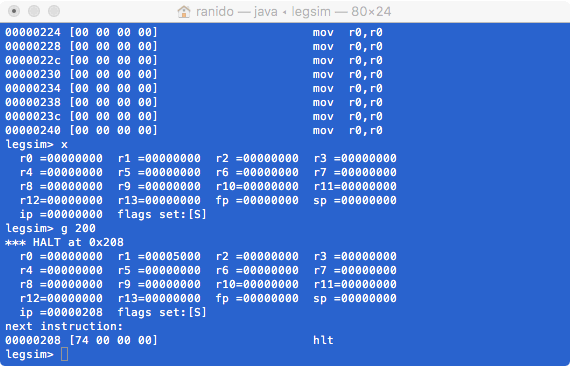 ranido — java ◂ legsim — 80×24
00000224 [00 00 00 00] mov r0,r0
00000228 [00 00 00 00] mov r0,r0
0000022c [00 00 00 00] mov r0,r0
00000230 [00 00 00 00] mov r0,r0
00000234 [00 00 00 00] mov r0,r0
00000238 [00 00 00 00] mov r0,r0
0000023c [00 00 00 00] mov r0,r0
00000240 [00 00 00 00] mov r0,r0
legsim> x
r0 =00000000 r1 =00000000 r2 =00000000 r3 =00000000
r4 =00000000 r5 =00000000 r6 =00000000 r7 =00000000
r8 =00000000 r9 =00000000 r10=00000000 r11=00000000
r12=00000000 r13=00000000 fp =00000000 sp =00000000
ip =00000000 flags set:[S]
legsim> g 200
*** HALT at 0x208
r0 =00000000 r1 =00005000 r2 =00000000 r3 =00000000
r4 =00000000 r5 =00000000 r6 =00000000 r7 =00000000
r8 =00000000 r9 =00000000 r10=00000000 r11=00000000
r12=00000000 r13=00000000 fp =00000000 sp =00000000
ip =00000208 flags set:[S]
next instruction:
00000208 [74 00 00 00] hlt
legsim>